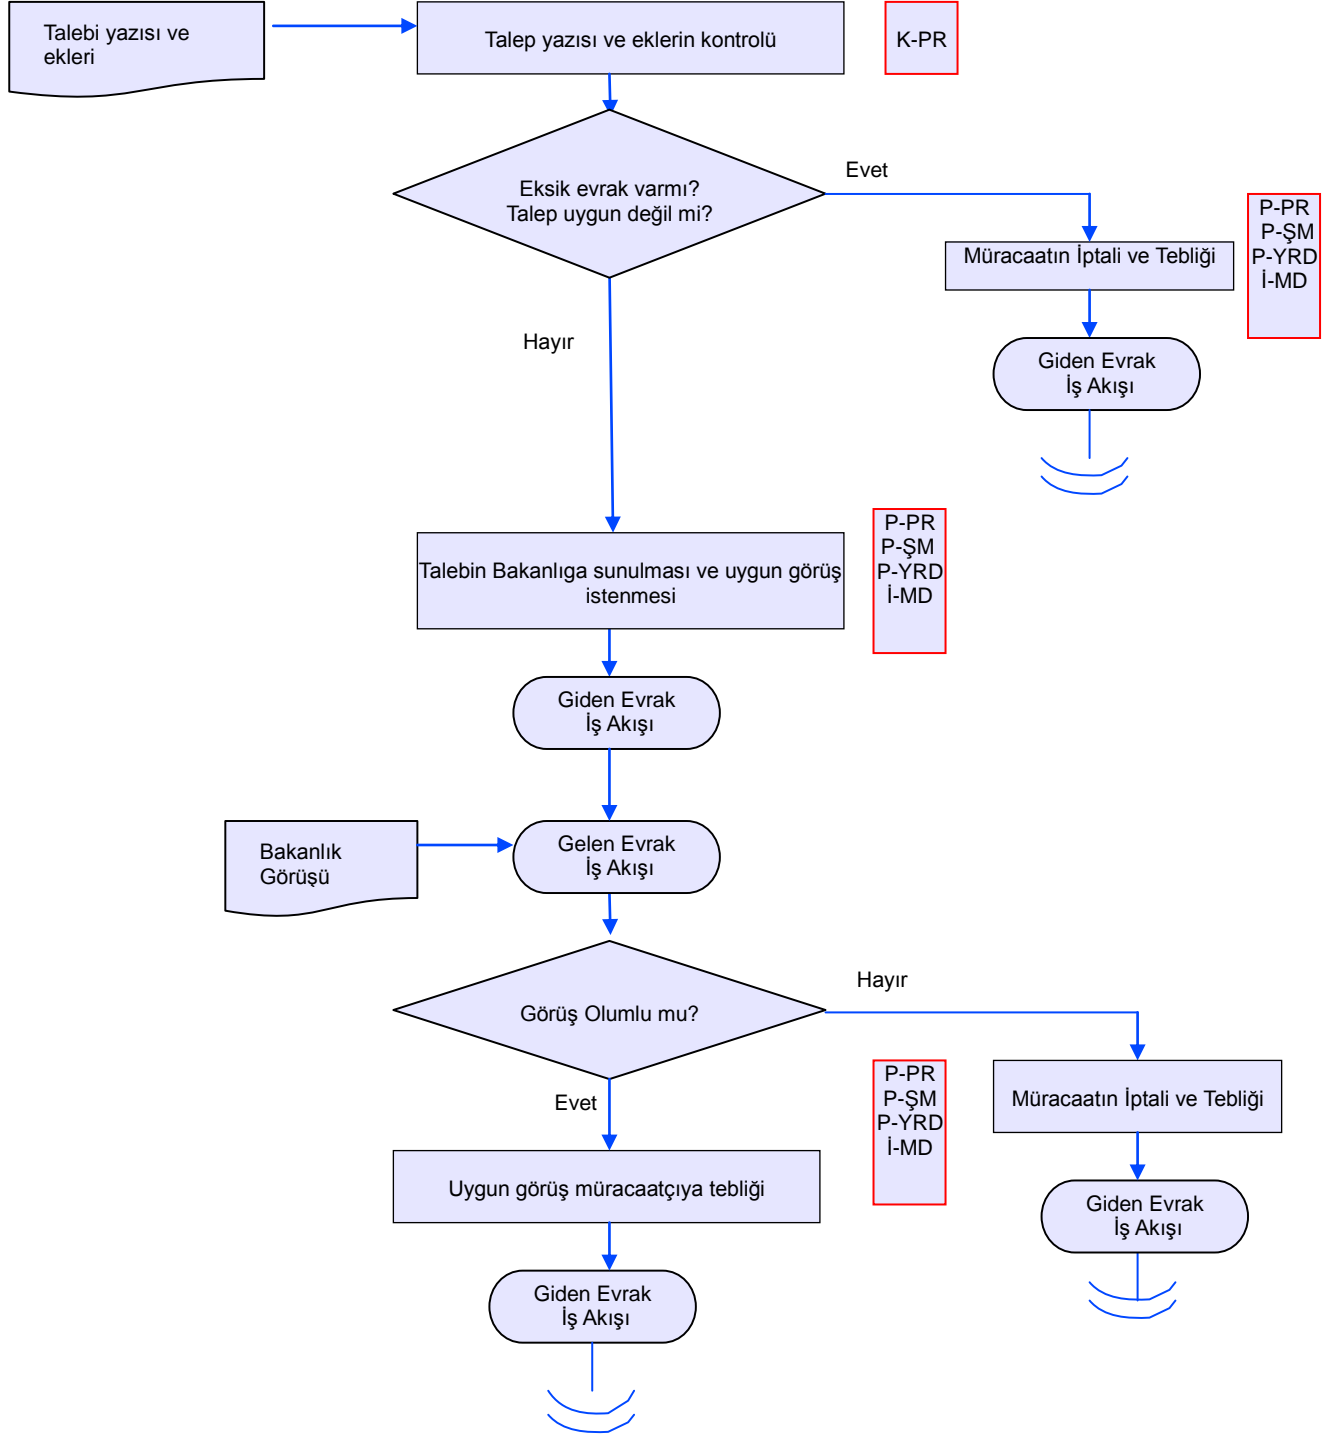 Talebi yazısı ve
ekleri
Talep yazısı ve eklerin kontrolü
K-PR
Eksik evrak varmı?
Talep uygun değil mi?
Evet
P-PR
P-ŞM
P-YRD
İ-MD
Müracaatın İptali ve Tebliği
Hayır
Giden Evrak
İş Akışı
P-PR
P-ŞM
P-YRD
İ-MD
Talebin Bakanlıga sunulması ve uygun görüş
istenmesi
Giden Evrak
İş Akışı
Bakanlık
Görüşü
Gelen Evrak
İş Akışı
Hayır
Görüş Olumlu mu?
Evet
P-PR
P-ŞM
P-YRD
İ-MD
Müracaatın İptali ve Tebliği
Uygun görüş müracaatçıya tebliği
Giden Evrak
İş Akışı
Giden Evrak
İş Akışı